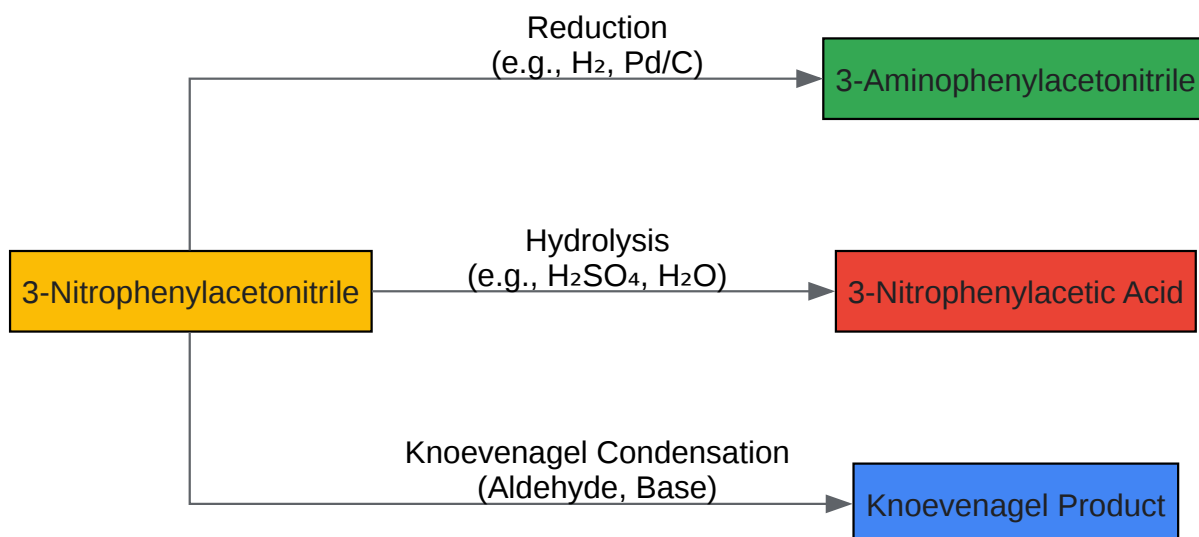 Reduction
(e.g., H₂, Pd/C)
3-Aminophenylacetonitrile
3-Nitrophenylacetonitrile
Hydrolysis
(e.g., H₂SO₄, H₂O)
3-Nitrophenylacetic Acid
Knoevenagel Condensation
(Aldehyde, Base)
Knoevenagel Product